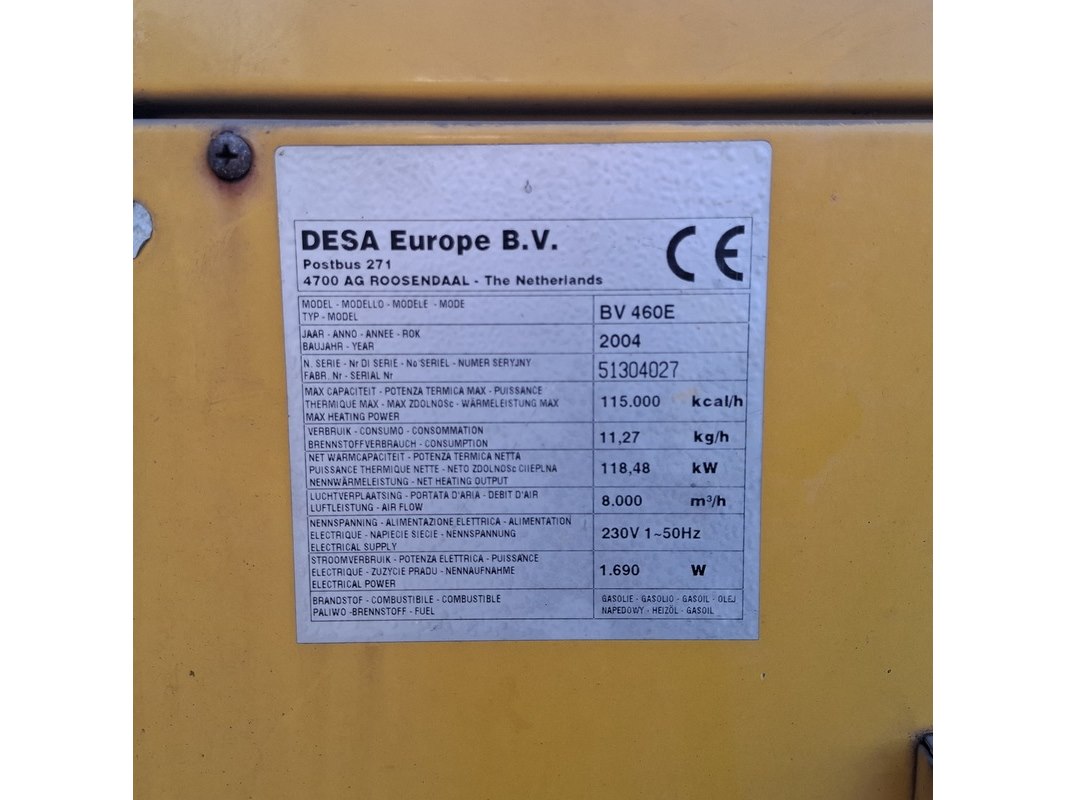 DESA Europe B.V.
Postbus 271
4700 AG ROOSENDAAL - The Netherlands
CE
MODEL - MODELLO - MODÈLE - MODE
TYP - MODEL
BV 460E
JAAR - ANNO - ANNEE - ROK
BAUJAHR - YEAR
2004
N. SERIE - Nr DI SERIE - No SERIEL - NUMER SERYJNY
FABR. Nr - SERIAL Nr
51304027
MAX CAPACITEIT - POTENZA TERMICA MAX - PUISSANCE
THERMIQUE MAX - MAX ZDOLNOSc - WÄRMELEISTUNG MAX
MAX HEATING POWER
115.000 kcal/h
VERBRUIK - CONSUMO - CONSOMMATION
BRENNSTOFFVERBRAUCH - CONSUMPTION
11,27 kg/h
NET WARMCAPACITEIT - POTENZA TERMICA NETTA
PUISSANCE THERMIQUE NETTE - NETO ZDOLNOSc CIIEPLNA
NENNWÄRMELEISTUNG - NET HEATING OUTPUT
118,48 kW
LUCHTVERPLAATSING - PORTATA D'ARIA - DEBIT D'AIR
LUFTLEISTUNG - AIR FLOW
8.000 m³/h
NENNSPANNING - ALIMENTAZIONE ELETTRICA - ALIMENTATION
ELECTRIQUE - NAPIECIE SIECIE - NENNSPANNUNG
ELECTRICAL SUPPLY
230V 1~50Hz
STROOMVERBRUIK - POTENZA ELETTRICA - PUISSANCE
ELECTRIQUE - ZUZYCIE PRADU - NENNAUFNAHME
ELECTRICAL POWER
1.690 W
BRANDSTOF - COMBUSTIBILE - COMBUSTIBLE
PALIWO -BRENNSTOFF - FUEL
GASOLIE - GASOLIO - GASOIL - OLEJ
NAPEDOWY - HEIZÖL - GASOIL